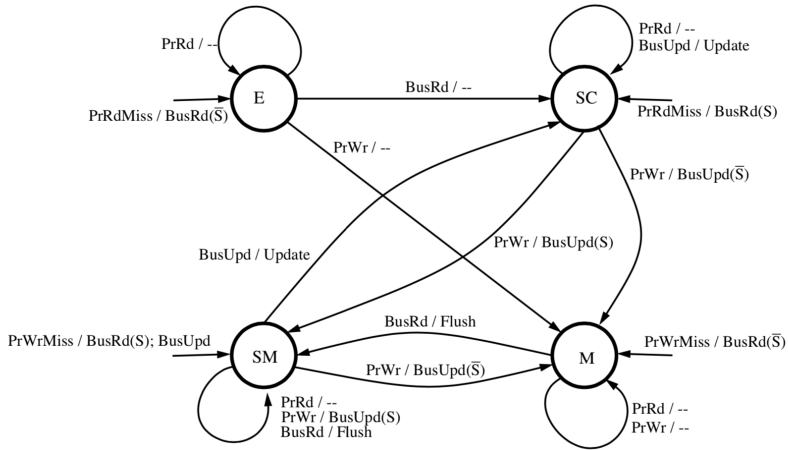 PrRd / --
PrRd / --
BusUpd / Update
E
BusRd / --
SC
PrRdMiss / BusRd(S̅)
PrRdMiss / BusRd(S)
PrWr / --
PrWr / BusUpd(S̅)
BusUpd / Update
PrWr / BusUpd(S)
PrWrMiss / BusRd(S); BusUpd
BusRd / Flush
PrWrMiss / BusRd(S̅)
SM
PrWr / BusUpd(S̅)
M
PrRd / --
PrWr / BusUpd(S)
BusRd / Flush
PrRd / --
PrWr / --